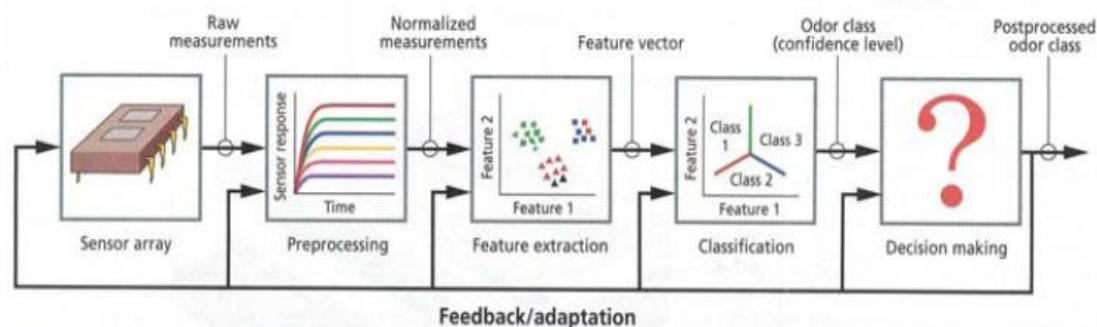 Raw
measurements
Normalized
measurements
Feature vector
Odor class
(confidence level)
Postprocessed
odor class
Sensor response
Time
Feature 2
Feature 1
Feature 2
Class
1
Class 3
Class 2
Feature 1
?
Sensor array
Preprocessing
Feature extraction
Classification
Decision making
Feedback/adaptation